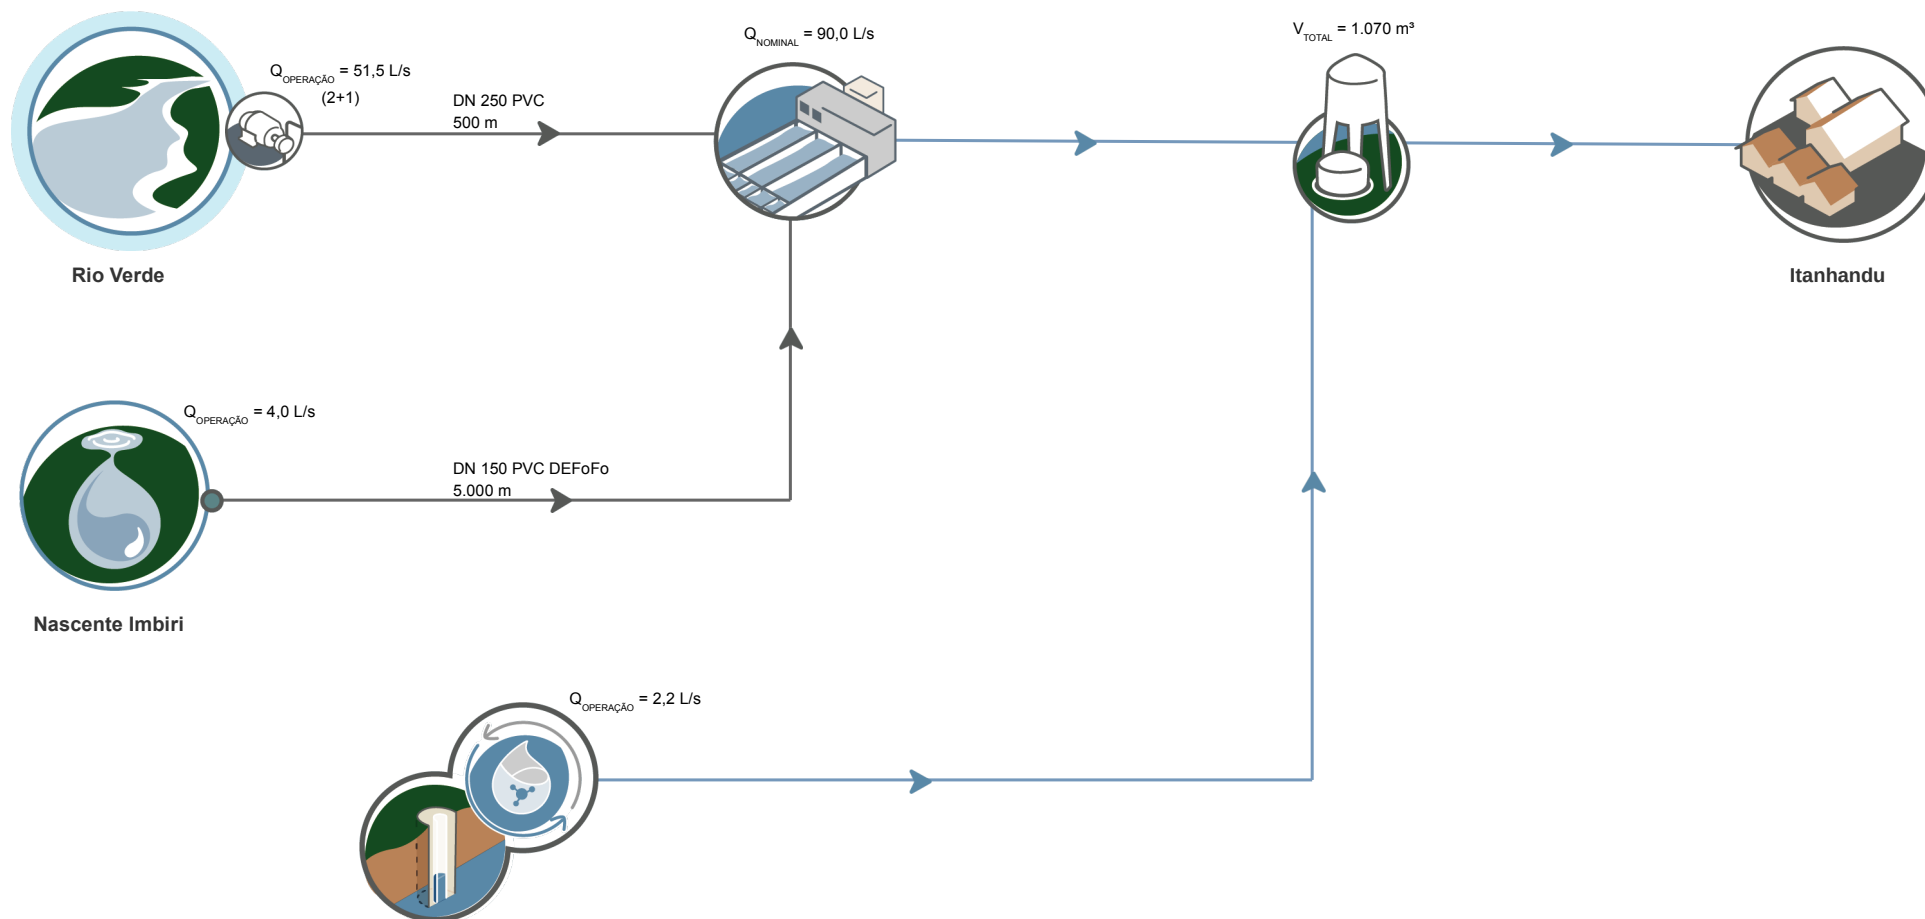 Q_OPERAÇÃO = 51,5 L/s
(2+1)
DN 250 PVC
500 m
Q_NOMINAL = 90,0 L/s
V_TOTAL = 1.070 m³
Rio Verde
Itanhandu
Q_OPERAÇÃO = 4,0 L/s
DN 150 PVC DEFoFo
5.000 m
Nascente Imbiri
Q_OPERAÇÃO = 2,2 L/s